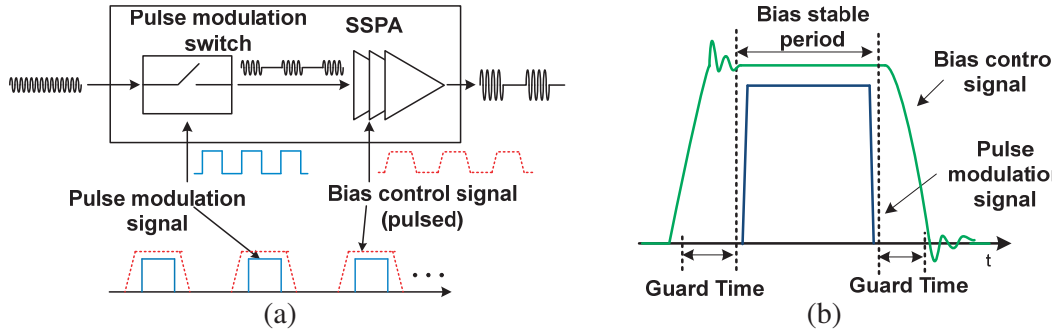 Pulse modulation
switch
SSPA
Pulse modulation
signal
Bias control signal
(pulsed)
(a)
Bias stable
period
Bias control
signal
Pulse
modulation
signal
t
Guard Time
Guard Time
(b)